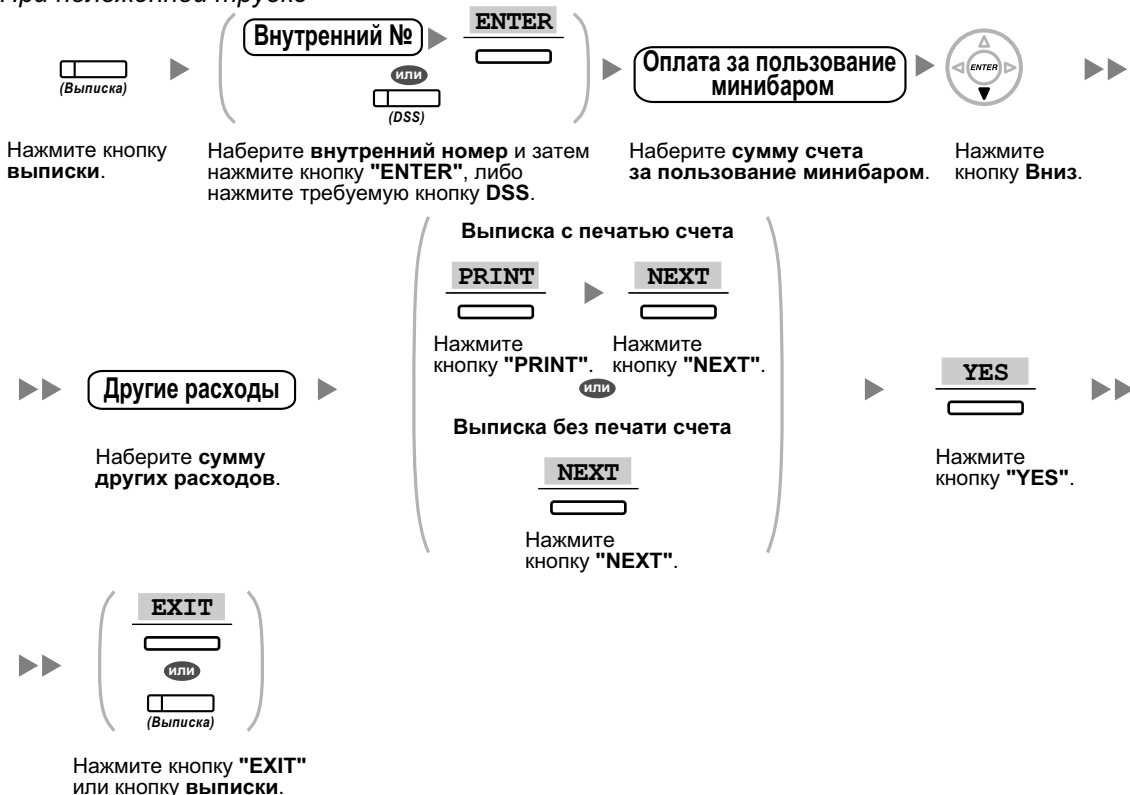 При положенной трубке
Внутренний №
ENTER
или
(Выписка)
(DSS)
Оплата за пользование
минибаром
ENTER
Нажмите кнопку
выписки.
Наберите внутренний номер и затем
нажмите кнопку "ENTER", либо
нажмите требуемую кнопку DSS.
Наберите сумму счета
за пользование минибаром.
Нажмите
кнопку Вниз.
Другие расходы
Наберите сумму
других расходов.
Выписка с печатью счета
PRINT
NEXT
Нажмите
кнопку "PRINT".
Нажмите
кнопку "NEXT".
или
Выписка без печати счета
NEXT
Нажмите
кнопку "NEXT".
YES
Нажмите
кнопку "YES".
EXIT
или
(Выписка)
Нажмите кнопку "EXIT"
или кнопку выписки.